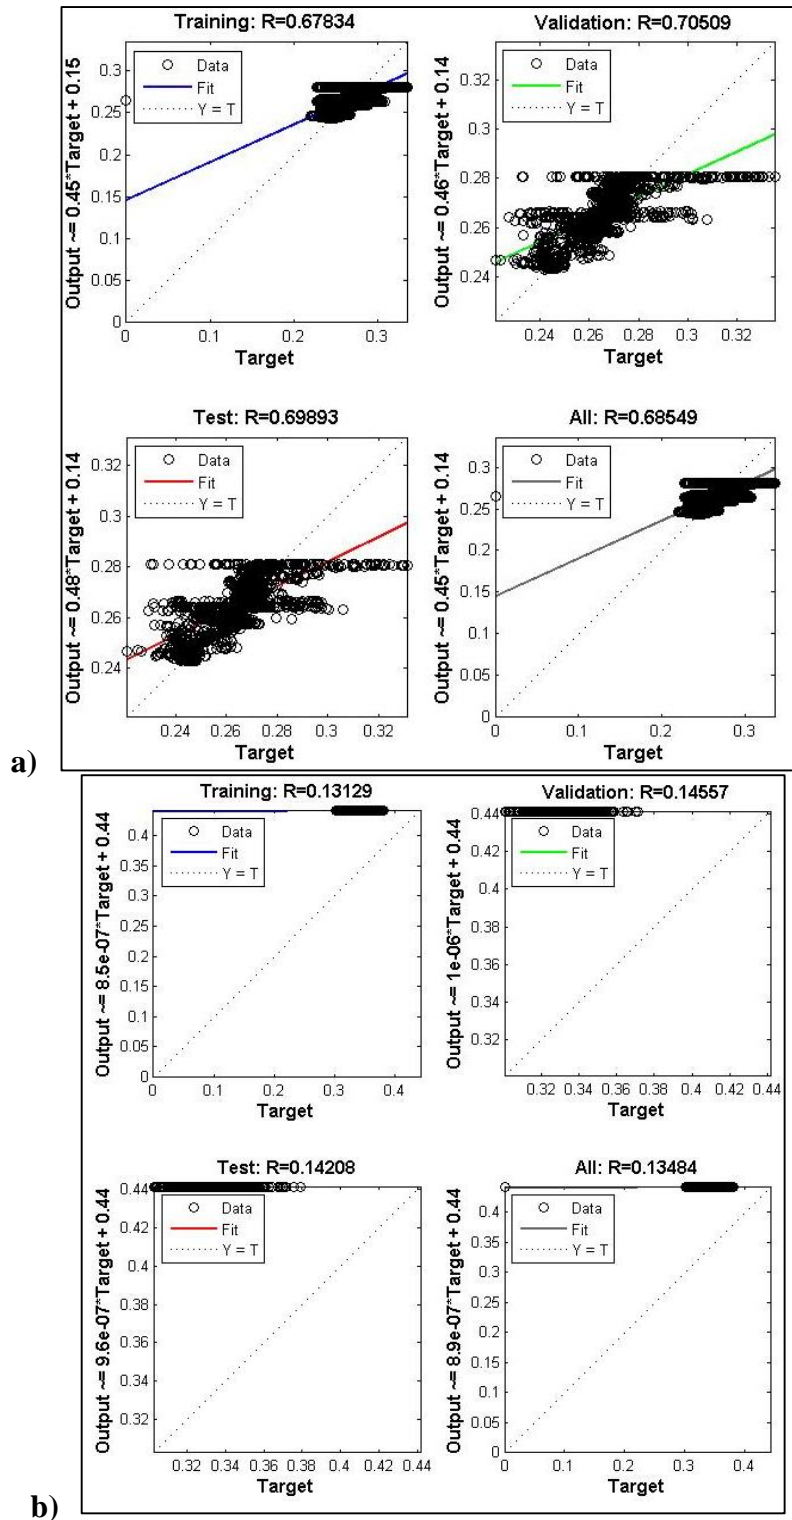 Training: R=0.67834
Output ~= 0.45*Target + 0.15
0.3
0.25
0.2
0.15
0.1
0.05
0
Data
Fit
Y = T
0 0.1 0.2 0.3
Target
Validation: R=0.70509
Output ~= 0.46*Target + 0.14
0.32
0.3
0.28
0.26
0.24
Data
Fit
Y = T
0.24 0.26 0.28 0.3 0.32
Target
Test: R=0.69893
Output ~= 0.48*Target + 0.14
0.32
0.3
0.28
0.26
0.24
Data
Fit
Y = T
0.24 0.26 0.28 0.3 0.32
Target
All: R=0.68549
Output ~= 0.45*Target + 0.14
0.3
0.25
0.2
0.15
0.1
0.05
0
Data
Fit
Y = T
0 0.1 0.2 0.3
Target
a)
Training: R=0.13129
Output ~= 8.5e-07*Target + 0.44
0.4
0.35
0.3
0.25
0.2
0.15
0.1
0.05
0
Data
Fit
Y = T
0 0.1 0.2 0.3 0.4
Target
Validation: R=0.14557
Output ~= 1e-06*Target + 0.44
0.44
0.42
0.4
0.38
0.36
0.34
0.32
Data
Fit
Y = T
0.32 0.34 0.36 0.38 0.4 0.42 0.44
Target
Test: R=0.14208
Output ~= 9.6e-07*Target + 0.44
0.44
0.42
0.4
0.38
0.36
0.34
0.32
Data
Fit
Y = T
0.32 0.34 0.36 0.38 0.4 0.42 0.44
Target
All: R=0.13484
Output ~= 8.9e-07*Target + 0.44
0.4
0.35
0.3
0.25
0.2
0.15
0.1
0.05
0
Data
Fit
Y = T
0 0.1 0.2 0.3 0.4
Target
b)